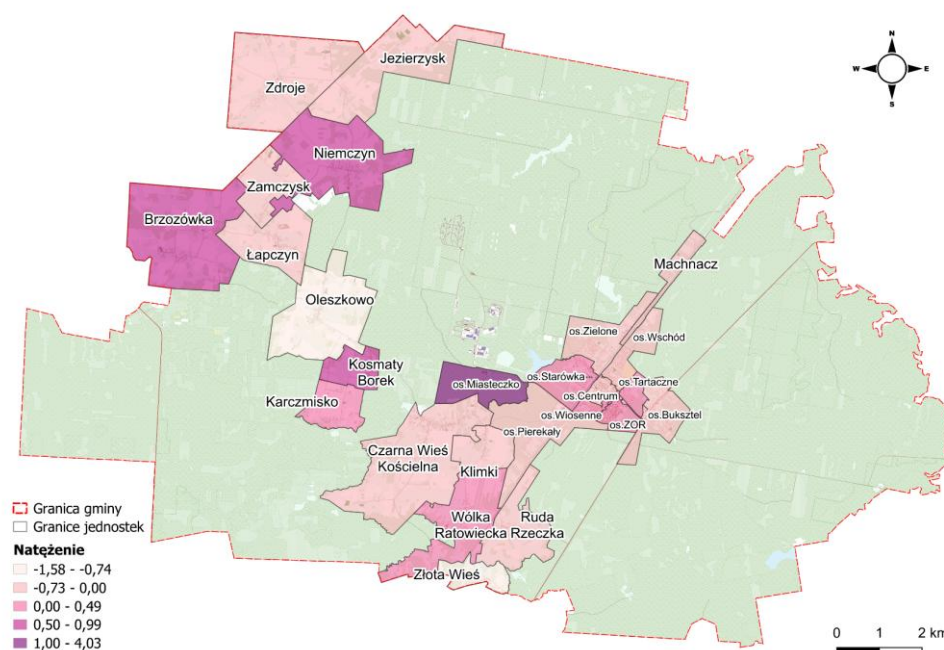 N
W E
S
Jezierzysk
Zdroje
Niemczyn
Zamczysk
Brzozówka
Łapczyn
Machnacz
Oleszkowo
os.Zielone
os.Wschód
Kosmaty
Borek
os.Starówka
os.Miasteczko
os.Tartaczne
os.Centrum
Karczmisko
os.Wiosenne
os.Buksztel
os.ZOR
os.Pierekały
Czarna Wieś
Kościelna
Klimki
Wólka
Ratowiecka
Ruda
Rzeczka
Złota Wieś
Granica gminy
Granice jednostek
Natężenie
-1,58 - -0,74
-0,73 - 0,00
0,00 - 0,49
0,50 - 0,99
1,00 - 4,03
0 1 2 km